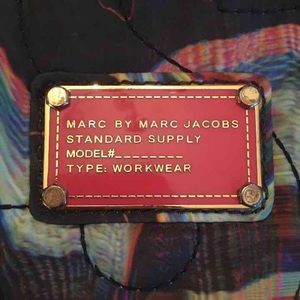 MARC BY MARC JACOBS
STANDARD SUPPLY
MODEL#________
TYPE: WORKWEAR